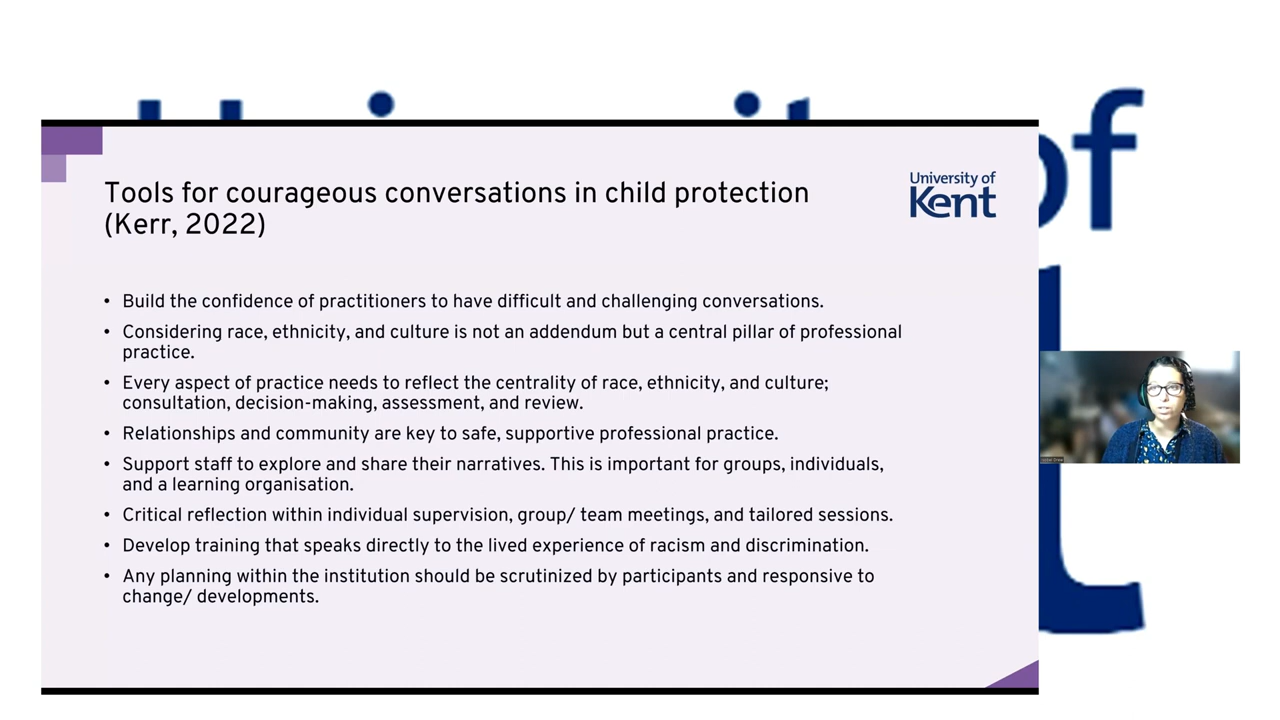 Tools for courageous conversations in child protection
(Kerr, 2022)
University of
Kent
• Build the confidence of practitioners to have difficult and challenging conversations.
• Considering race, ethnicity, and culture is not an addendum but a central pillar of professional
practice.
• Every aspect of practice needs to reflect the centrality of race, ethnicity, and culture;
consultation, decision-making, assessment, and review.
• Relationships and community are key to safe, supportive professional practice.
• Support staff to explore and share their narratives. This is important for groups, individuals,
and a learning organisation.
• Critical reflection within individual supervision, group/ team meetings, and tailored sessions.
• Develop training that speaks directly to the lived experience of racism and discrimination.
• Any planning within the institution should be scrutinized by participants and responsive to
change/ developments.
of